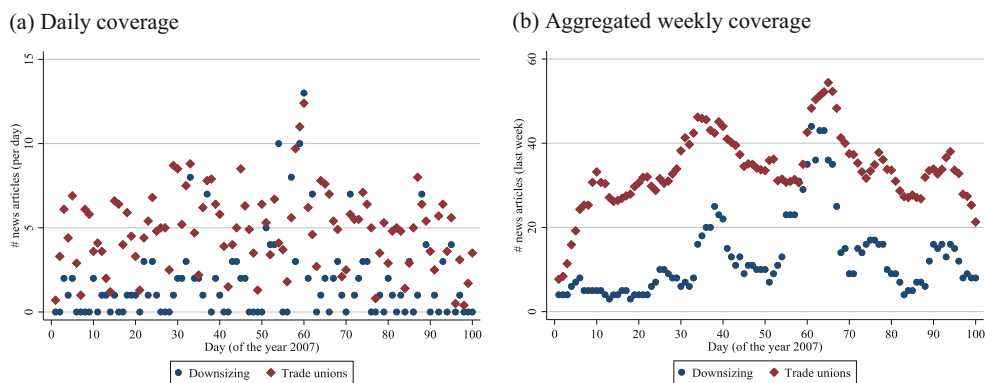 (a) Daily coverage
15
10
5
0
# news articles (per day)
0 10 20 30 40 50 60 70 80 90 100
Day (of the year 2007)
Downsizing Trade unions
(b) Aggregated weekly coverage
60
40
20
0
# news articles (last week)
0 10 20 30 40 50 60 70 80 90 100
Day (of the year 2007)
Downsizing Trade unions